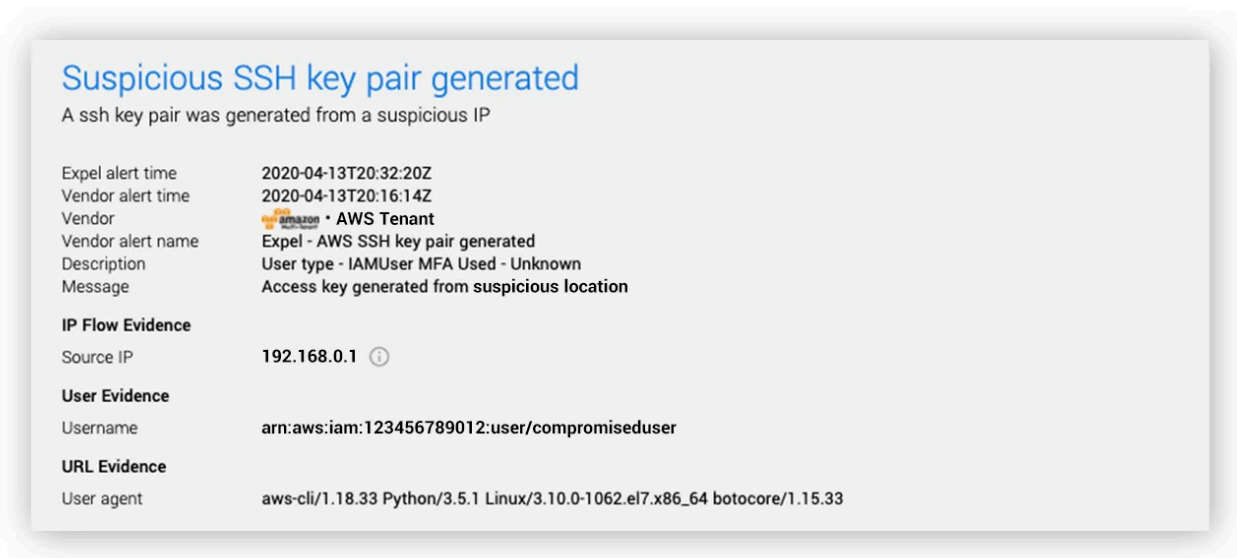 Suspicious SSH key pair generated
A ssh key pair was generated from a suspicious IP
Expel alert time 2020-04-13T20:32:20Z
Vendor alert time 2020-04-13T20:16:14Z
Vendor amazon • AWS Tenant
Multi-Tenant
Vendor alert name Expel - AWS SSH key pair generated
Description User type - IAMUser MFA Used - Unknown
Message Access key generated from suspicious location
IP Flow Evidence
Source IP 192.168.0.1
User Evidence
Username arn:aws:iam:123456789012:user/compromiseduser
URL Evidence
User agent aws-cli/1.18.33 Python/3.5.1 Linux/3.10.0-1062.el7.x86_64 botocore/1.15.33